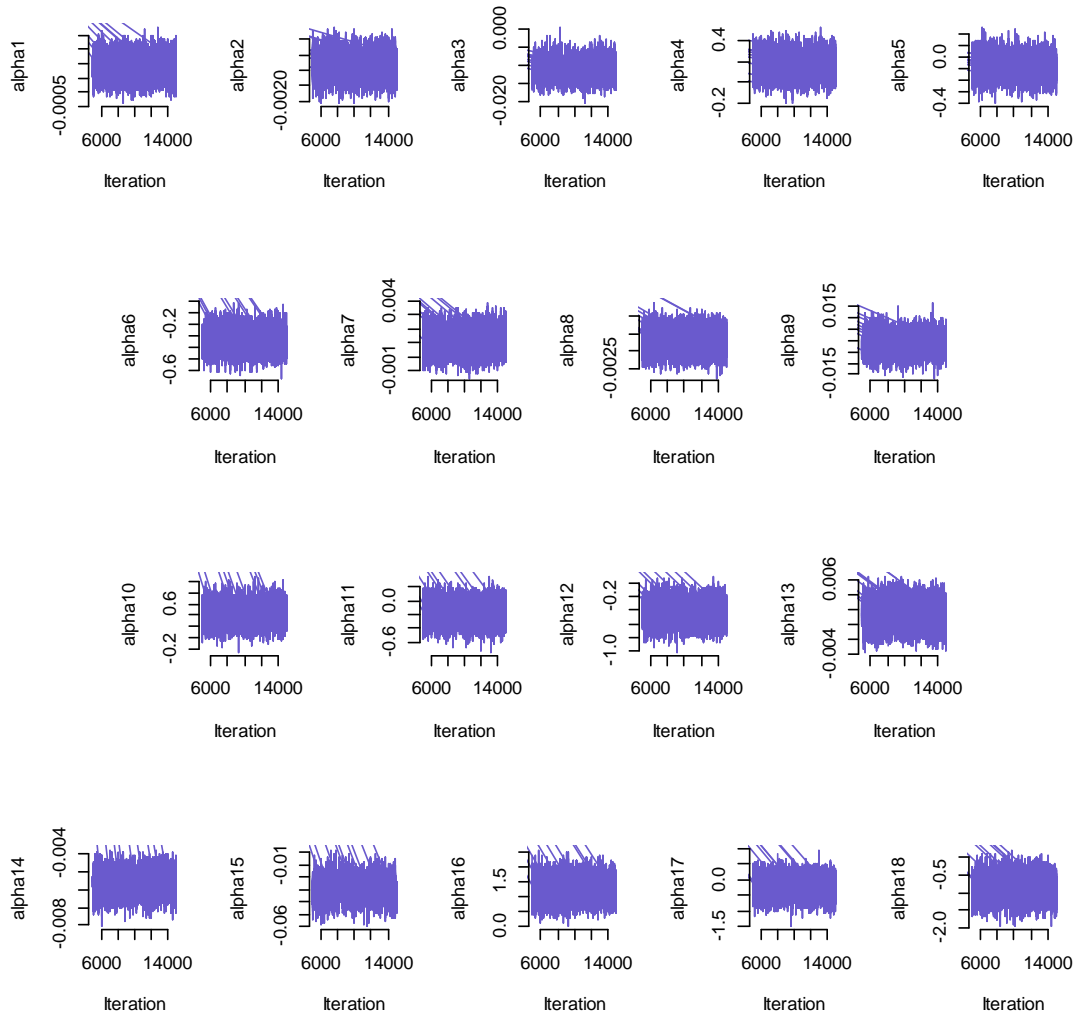 alpha1
-0.0005
6000 14000
Iteration
alpha2
-0.0020
6000 14000
Iteration
alpha3
0.000
-0.020
6000 14000
Iteration
alpha4
0.4
-0.2
6000 14000
Iteration
alpha5
0.0
-0.4
6000 14000
Iteration
alpha6
-0.2
-0.6
6000 14000
Iteration
alpha7
0.004
-0.001
6000 14000
Iteration
alpha8
-0.0025
6000 14000
Iteration
alpha9
0.015
-0.015
6000 14000
Iteration
alpha10
0.6
-0.2
6000 14000
Iteration
alpha11
0.0
-0.6
6000 14000
Iteration
alpha12
-0.2
-1.0
6000 14000
Iteration
alpha13
0.006
-0.004
6000 14000
Iteration
alpha14
-0.004
-0.008
6000 14000
Iteration
alpha15
-0.01
-0.06
6000 14000
Iteration
alpha16
1.5
0.0
6000 14000
Iteration
alpha17
0.0
-1.5
6000 14000
Iteration
alpha18
-0.5
-2.0
6000 14000
Iteration